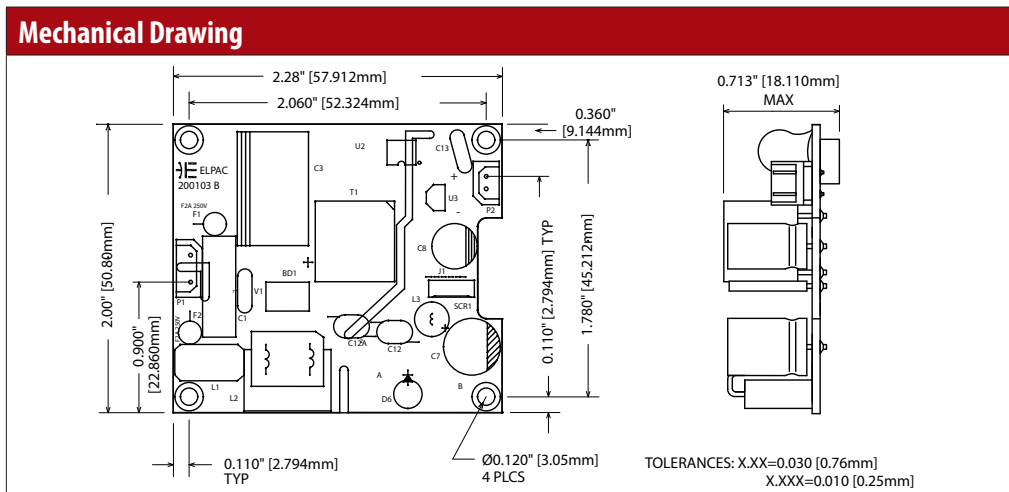 Mechanical Drawing
2.28" [57.912mm]
2.060" [52.324mm]
0.713" [18.110mm]
MAX
0.360"
[9.144mm]
U2
C13
ELPAC
200103 B
C3
T1
+
U3
-
P2
F2A 250V
F1
C8
BD1
J1
V1
L3
SCR1
P1
F2
F2A 250V
C1
C12A
C12
C7
A
B
L1
L2
D6
2.00" [50.80mm]
0.900"
[22.860mm]
0.110" [2.794mm] TYP
1.780" [45.212mm]
0.110" [2.794mm]
TYP
Ø0.120" [3.05mm]
4 PLCS
TOLERANCES: X.XX=0.030 [0.76mm]
X.XXX=0.010 [0.25mm]